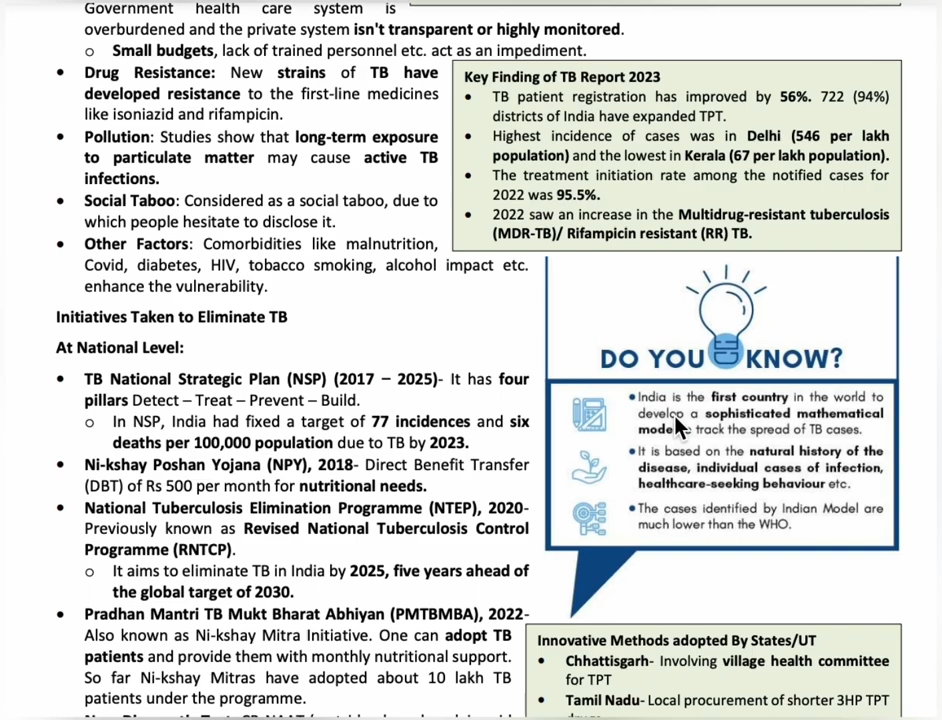 Government health care system is
overburdened and the private system isn't transparent or highly monitored.
o Small budgets, lack of trained personnel etc. act as an impediment.
• Drug Resistance: New strains of TB have
developed resistance to the first-line medicines
like isoniazid and rifampicin.
• Pollution: Studies show that long-term exposure
to particulate matter may cause active TB
infections.
• Social Taboo: Considered as a social taboo, due to
which people hesitate to disclose it.
• Other Factors: Comorbidities like malnutrition,
Covid, diabetes, HIV, tobacco smoking, alcohol impact etc.
enhance the vulnerability.
Key Finding of TB Report 2023
• TB patient registration has improved by 56%. 722 (94%)
districts of India have expanded TPT.
• Highest incidence of cases was in Delhi (546 per lakh
population) and the lowest in Kerala (67 per lakh population).
• The treatment initiation rate among the notified cases for
2022 was 95.5%.
• 2022 saw an increase in the Multidrug-resistant tuberculosis
(MDR-TB)/ Rifampicin resistant (RR) TB.
Initiatives Taken to Eliminate TB
At National Level:
• TB National Strategic Plan (NSP) (2017 – 2025)- It has four
pillars Detect – Treat – Prevent – Build.
o In NSP, India had fixed a target of 77 incidences and six
deaths per 100,000 population due to TB by 2023.
• Ni-kshay Poshan Yojana (NPY), 2018- Direct Benefit Transfer
(DBT) of Rs 500 per month for nutritional needs.
• National Tuberculosis Elimination Programme (NTEP), 2020-
Previously known as Revised National Tuberculosis Control
Programme (RNTCP).
o It aims to eliminate TB in India by 2025, five years ahead of
the global target of 2030.
• Pradhan Mantri TB Mukt Bharat Abhiyan (PMTBMBA), 2022-
Also known as Ni-kshay Mitra Initiative. One can adopt TB
patients and provide them with monthly nutritional support.
So far Ni-kshay Mitras have adopted about 10 lakh TB
patients under the programme.
DO YOU KNOW?
• India is the first country in the world to
develop a sophisticated mathematical
track the spread of TB cases.
• It is based on the natural history of the
disease, individual cases of infection,
healthcare-seeking behaviour etc.
• The cases identified by Indian Model are
much lower than the WHO.
Innovative Methods adopted By States/UT
• Chhattisgarh- Involving village health committee
for TPT
• Tamil Nadu- Local procurement of shorter 3HP TPT